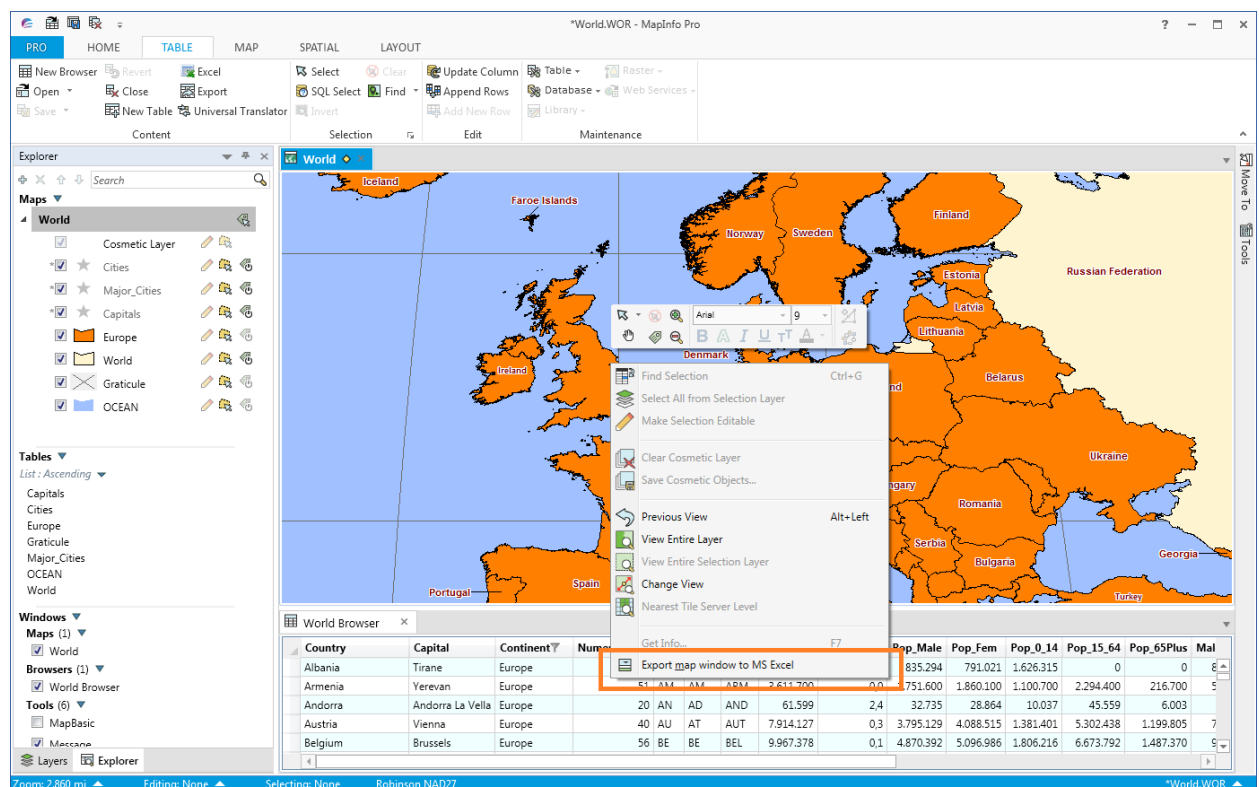 *World.WOR - MapInfo Pro
PRO HOME TABLE MAP SPATIAL LAYOUT
New Browser Revert Excel Select Clear Update Column Table Raster
Open Close Export SQL Select Find Append Rows Database Web Services
Save New Table Universal Translator Invert Add New Row Library
Content Selection Edit Maintenance
Explorer
Search
Maps
World
Cosmetic Layer
* Cities
* Major_Cities
* Capitals
Europe
World
Graticule
OCEAN
Tables
List : Ascending
Capitals
Cities
Europe
Graticule
Major_Cities
OCEAN
World
Windows
Maps (1)
World
Browsers (1)
World Browser
Tools (6)
MapBasic
Message
Layers Explorer
World
Iceland
Faroe Islands
Norway
Sweden
Finland
Estonia
Russian Federation
Latvia
Lithuania
Denmark
Ireland
Belarus
nd
Ukraine
ngary
Romania
Serbia
Bulgaria
Georgia
Portugal
Spain
Turkey
Arial 9
B A I U TT A
Find Selection Ctrl+G
Select All from Selection Layer
Make Selection Editable
Clear Cosmetic Layer
Save Cosmetic Objects...
Previous View Alt+Left
View Entire Layer
View Entire Selection Layer
Change View
Nearest Tile Server Level
Get Info... F7
Export map window to MS Excel
Move To
Tools
World Browser
Country Capital Continent Pop_Male Pop_Fem Pop_0_14 Pop_15_64 Pop_65Plus Mal
Albania Tirane Europe 835.294 791.021 1.626.315 0 0
Armenia Yerevan Europe 51 AM AM ARM 3.611.700 0,0 1.751.600 1.860.100 1.100.700 2.294.400 216.700
Andorra Andorra La Vella Europe 20 AN AD AND 61.599 2,4 32.735 28.864 10.037 45.559 6.003
Austria Vienna Europe 40 AU AT AUT 7.914.127 0,3 3.795.129 4.088.515 1.381.401 5.302.438 1.199.805
Belgium Brussels Europe 56 BE BE BEL 9.967.378 0,1 4.870.392 5.096.986 1.806.216 6.673.792 1.487.370
Zoom: 2.860 mi Editing: None Selecting: None Robinson NAD27 *World.WOR